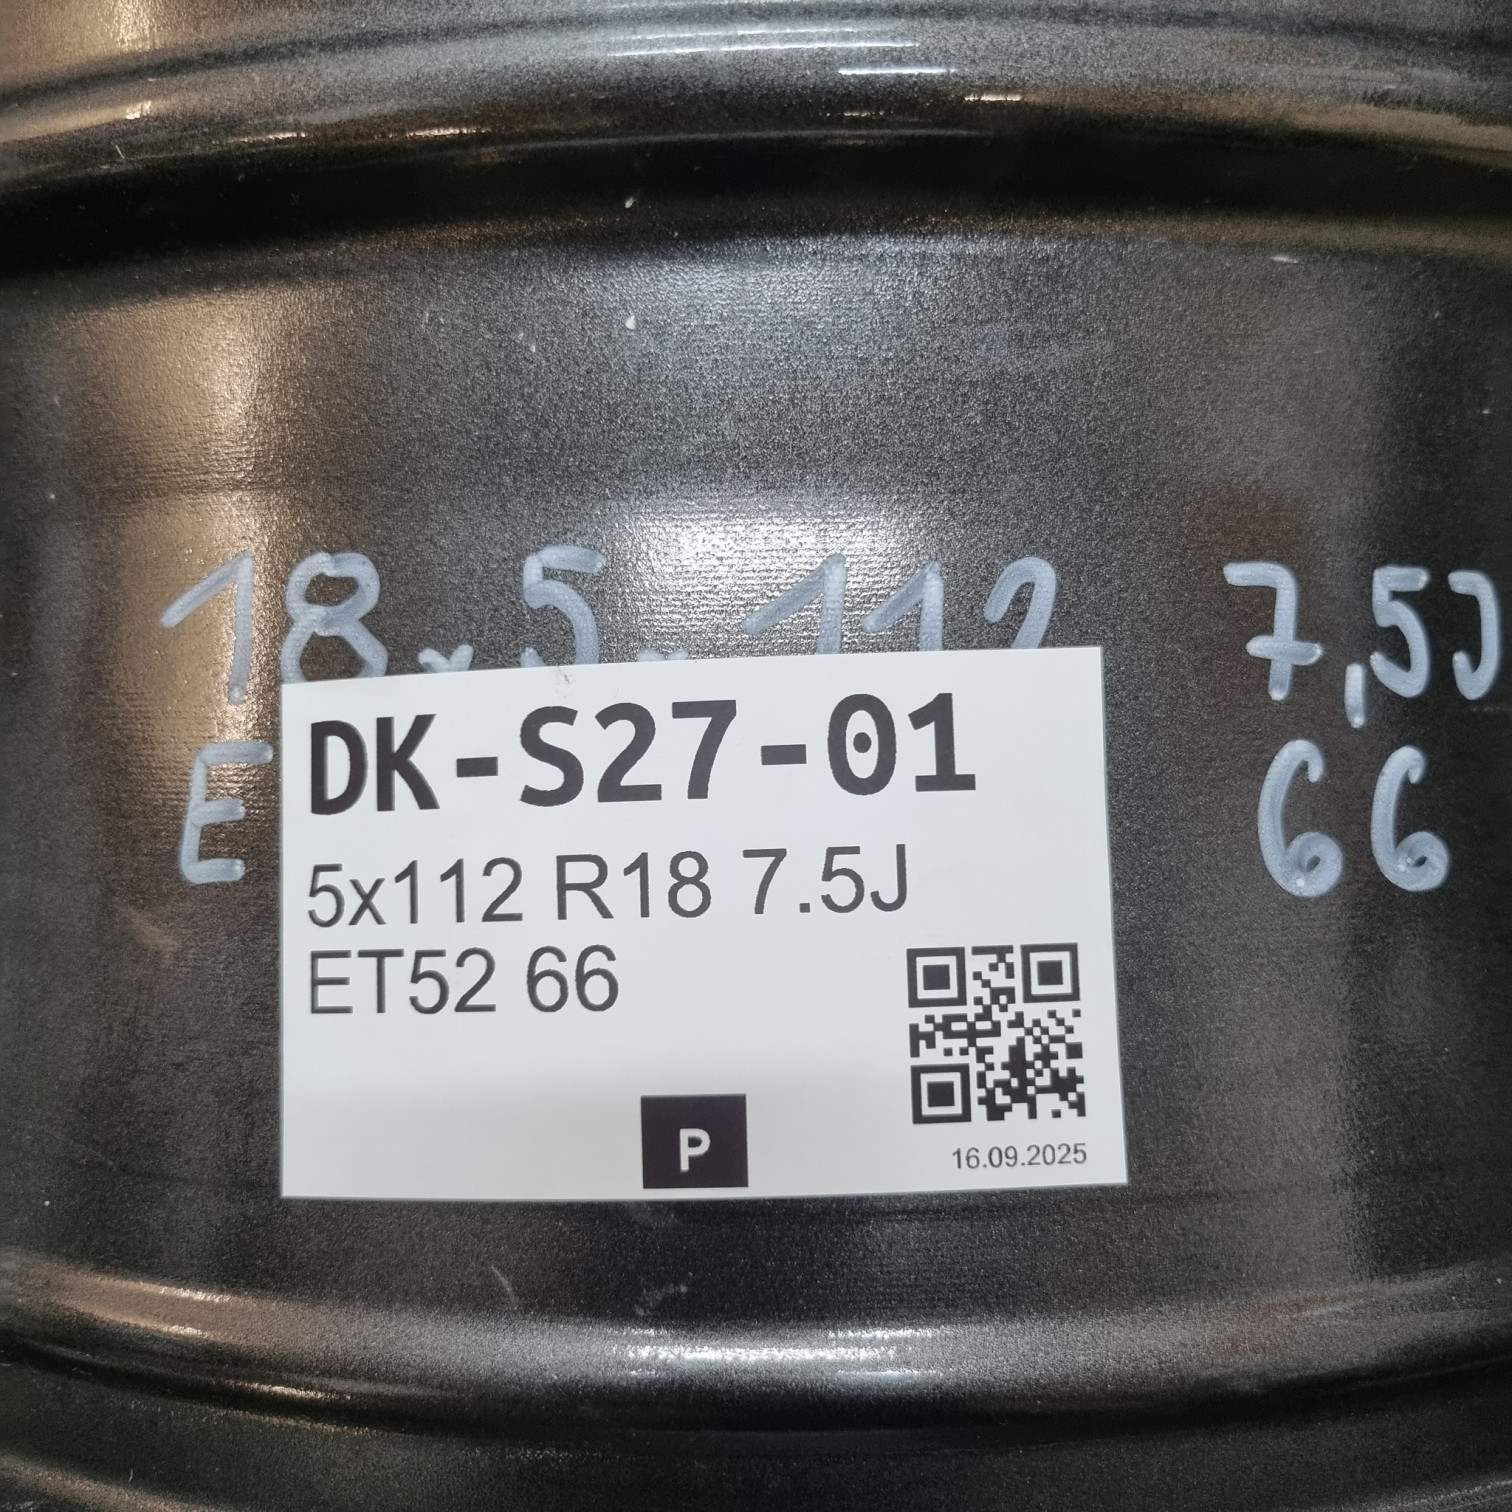 18x5x112 7,5J
E 66
DK-S27-01
5x112 R18 7.5J
ET52 66
P
16.09.2025